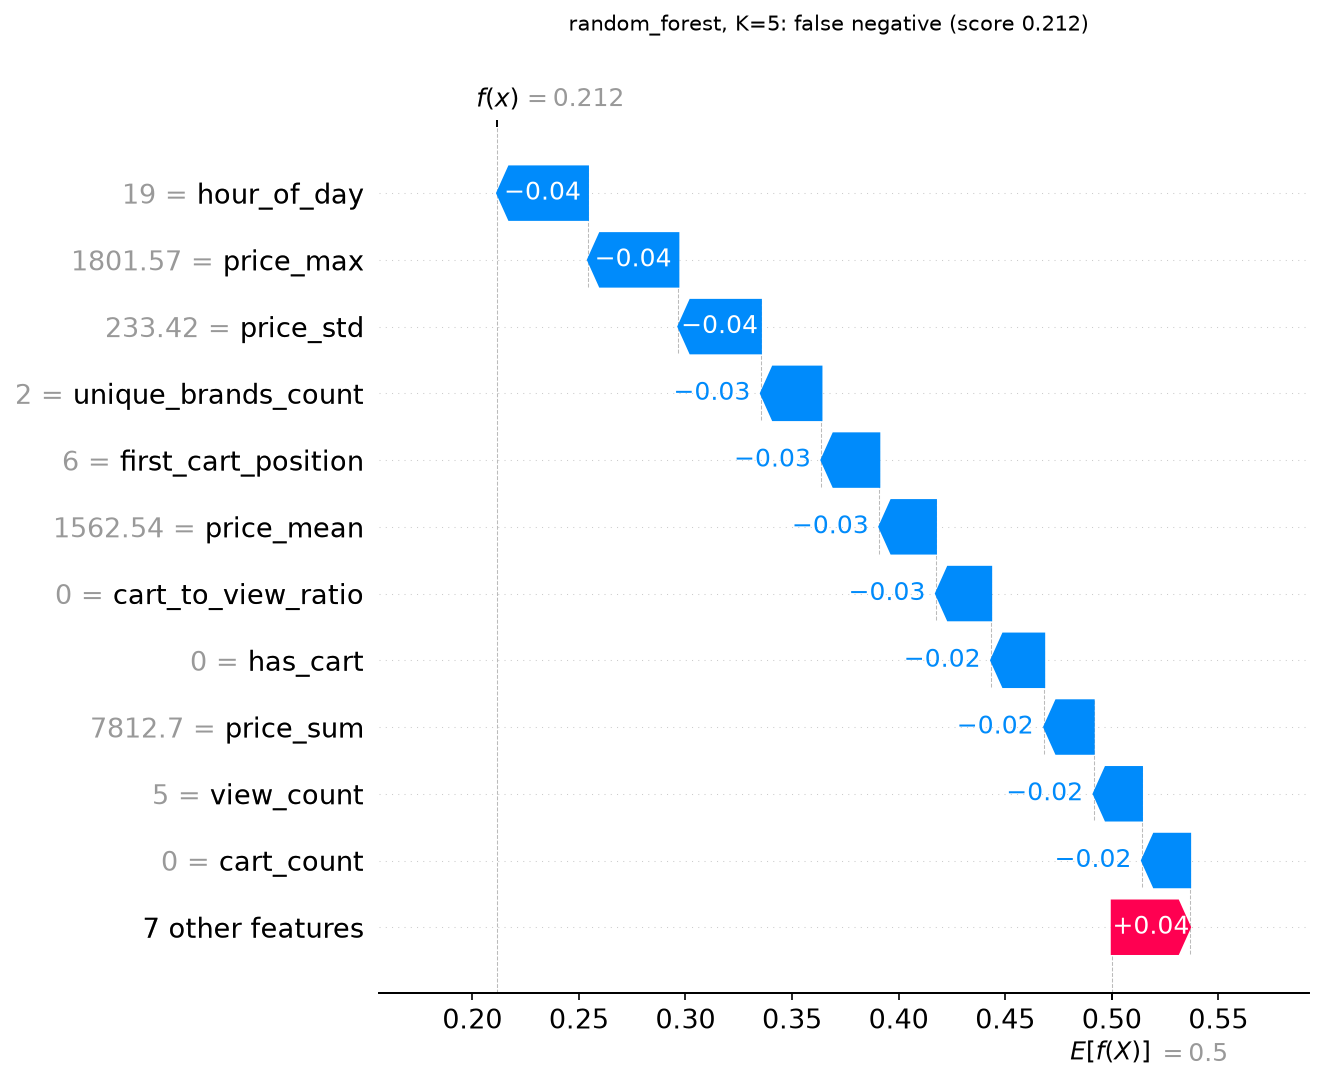 random_forest, K=5: false negative (score 0.212)
f(x) = 0.212
19 = hour_of_day −0.04
1801.57 = price_max −0.04
233.42 = price_std −0.04
2 = unique_brands_count −0.03
6 = first_cart_position −0.03
1562.54 = price_mean −0.03
0 = cart_to_view_ratio −0.03
0 = has_cart −0.02
7812.7 = price_sum −0.02
5 = view_count −0.02
0 = cart_count −0.02
7 other features +0.04
0.20 0.25 0.30 0.35 0.40 0.45 0.50 0.55
E[f(X)] = 0.5